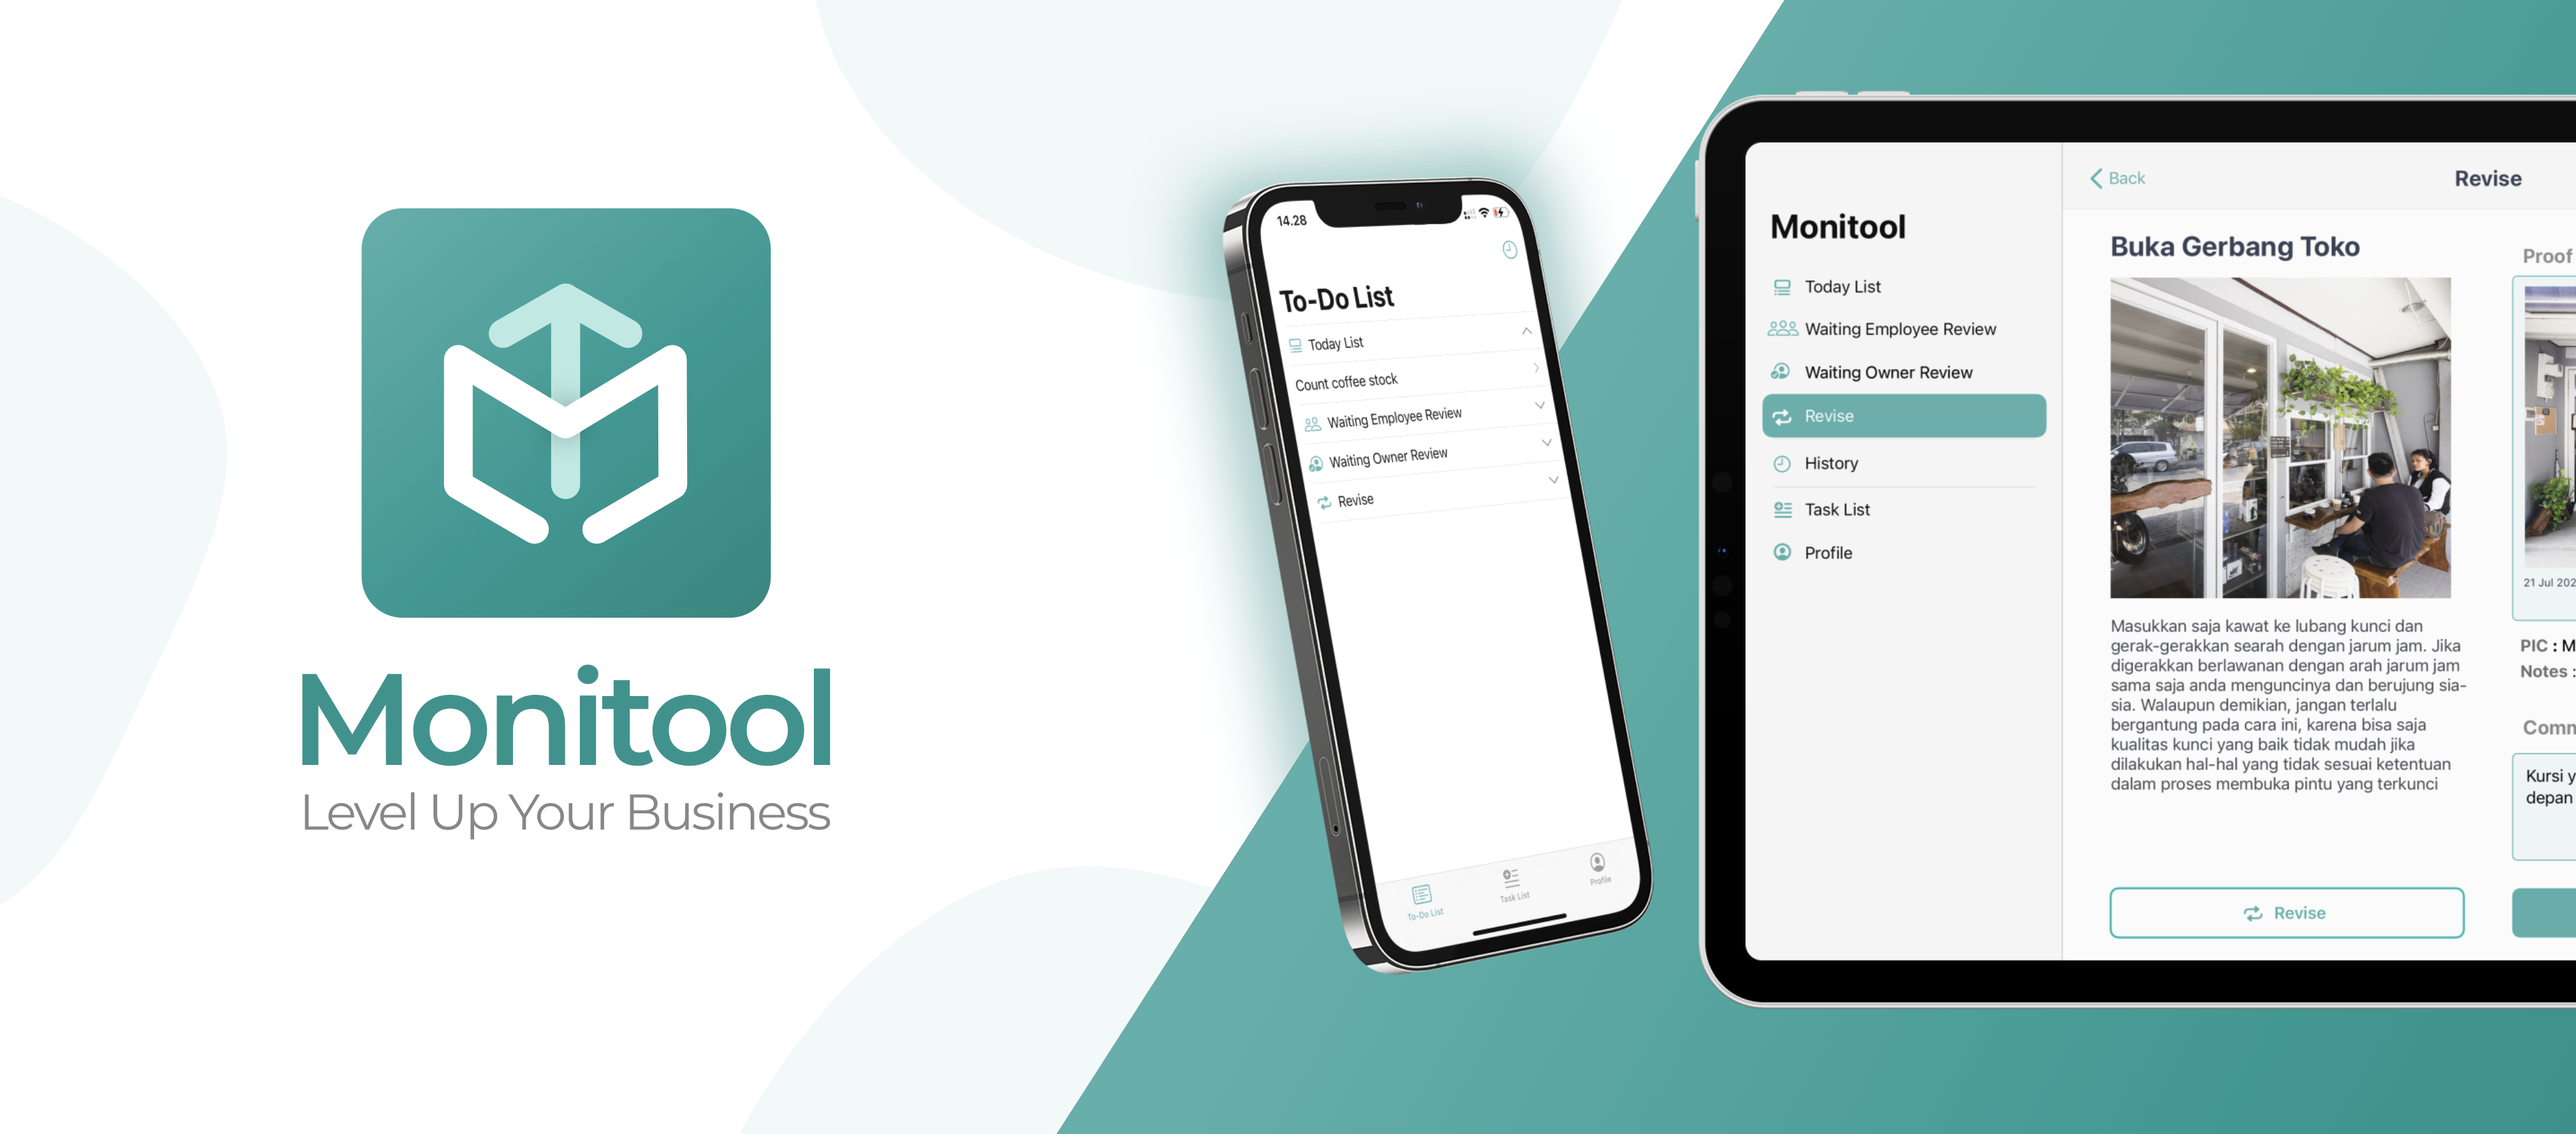 Monitool
Level Up Your Business
14.28
To-Do List
Today List
Count coffee stock
Waiting Employee Review
Waiting Owner Review
Revise
To-Do List
Task List
Profile
Monitool
Today List
Waiting Employee Review
Waiting Owner Review
Revise
History
Task List
Profile
Back
Revise
Buka Gerbang Toko
Masukkan saja kawat ke lubang kunci dan
gerak-gerakkan searah dengan jarum jam. Jika
digerakkan berlawanan dengan arah jarum jam
sama saja anda menguncinya dan berujung sia-
sia. Walaupun demikian, jangan terlalu
bergantung pada cara ini, karena bisa saja
kualitas kunci yang baik tidak mudah jika
dilakukan hal-hal yang tidak sesuai ketentuan
dalam proses membuka pintu yang terkunci
Revise
Proof
21 Jul 202
PIC : M
Notes :
Comm
Kursi y
depan